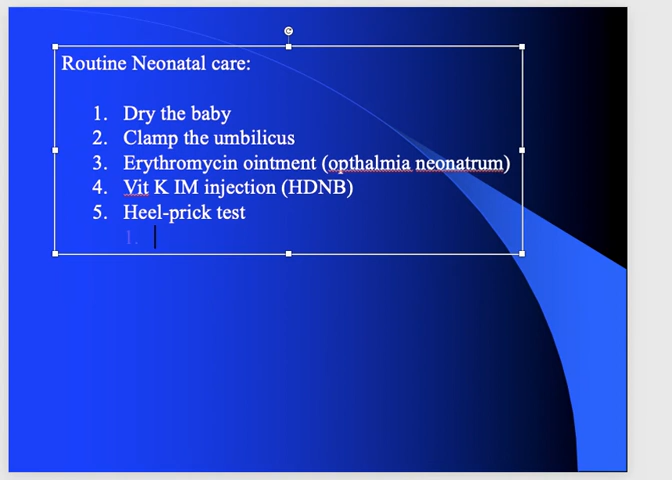 Routine Neonatal care:
1. Dry the baby
2. Clamp the umbilicus
3. Erythromycin ointment (opthalmia neonatrum)
4. Vit K IM injection (HDNB)
5. Heel-prick test
1.